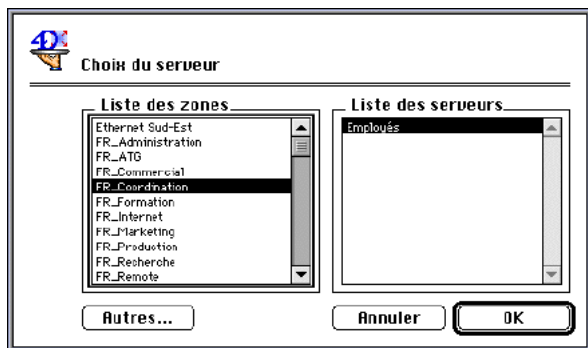 4D
Choix du serveur
Liste des zones
Ethernet Sud-Est
FR_Administration
FR_ATG
FR_Commercial
FR_Coordination
FR_Formation
FR_Internet
FR_Marketing
FR_Production
FR_Recherche
FR_Remote
Liste des serveurs
Employés
Autres...
Annuler
OK